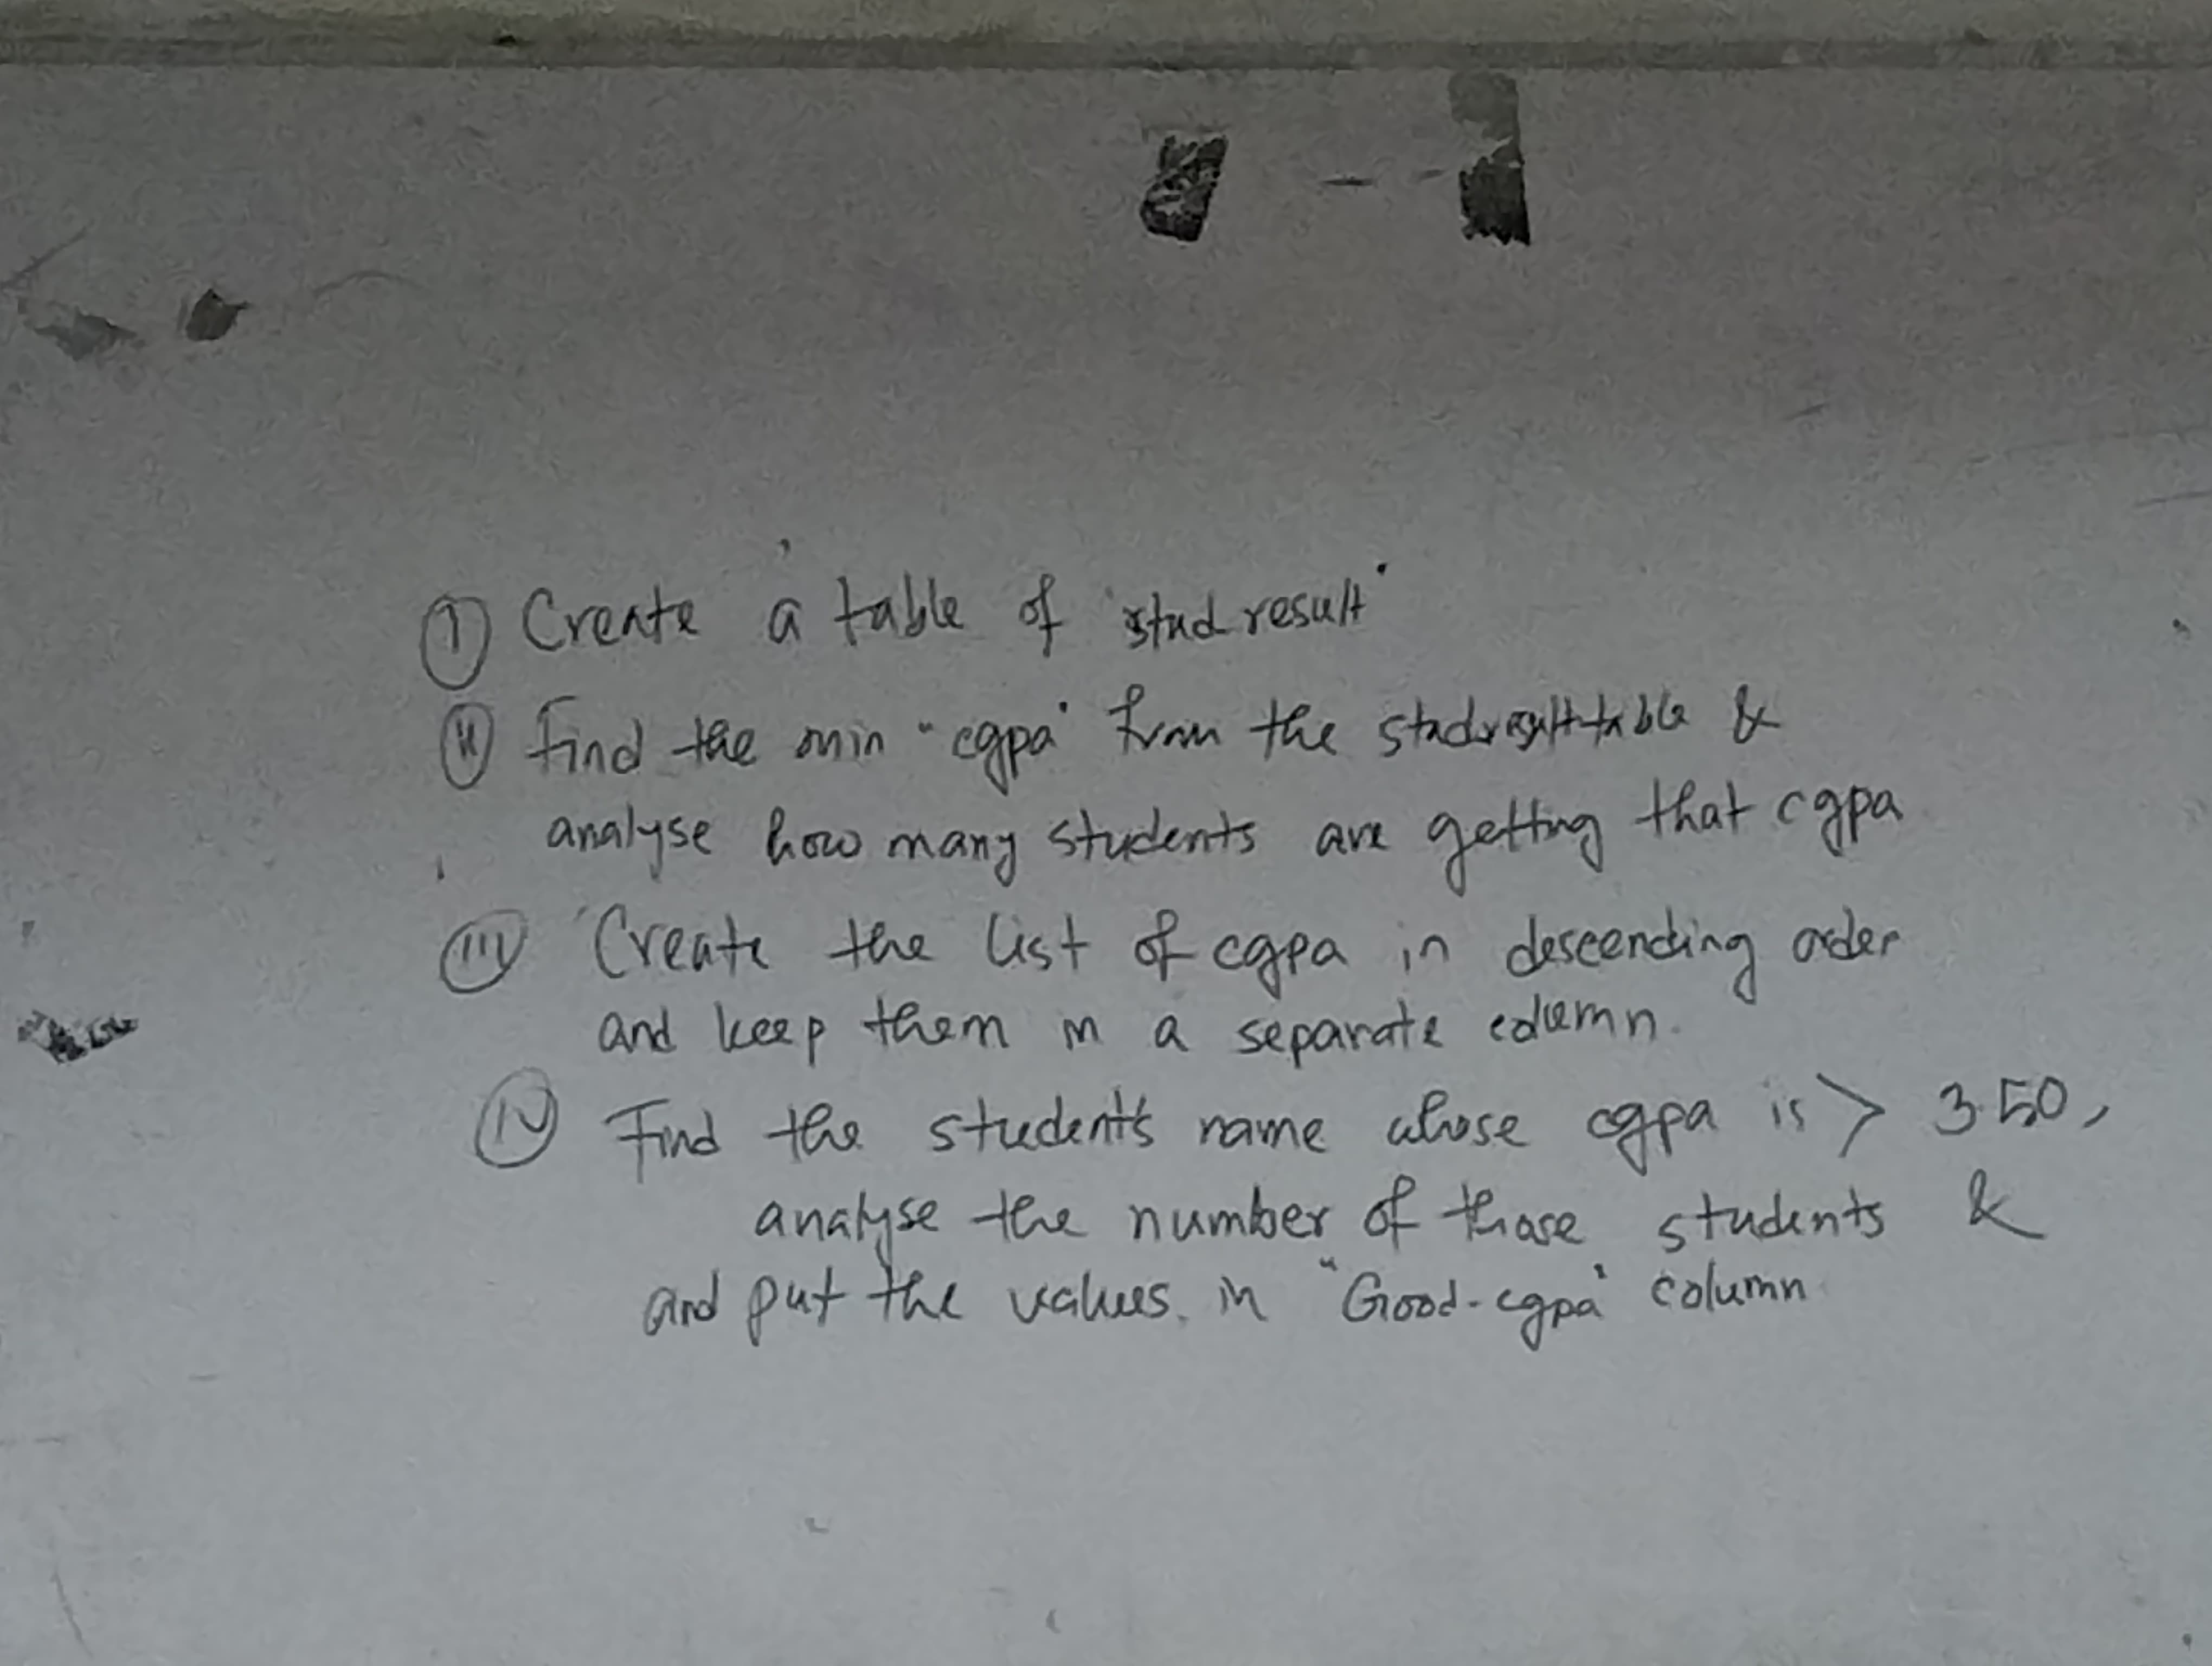 (I) Create a table of "studresult"
(II) Find the min "cgpa" from the studresulttable &
analyse how many students are getting that cgpa
(III) Create the list of cgpa in descending order
and keep them in a separate column.
(IV) Find the student's name whose cgpa is > 3.50,
analyse the number of those students &
and put the values in "Good-cgpa" column